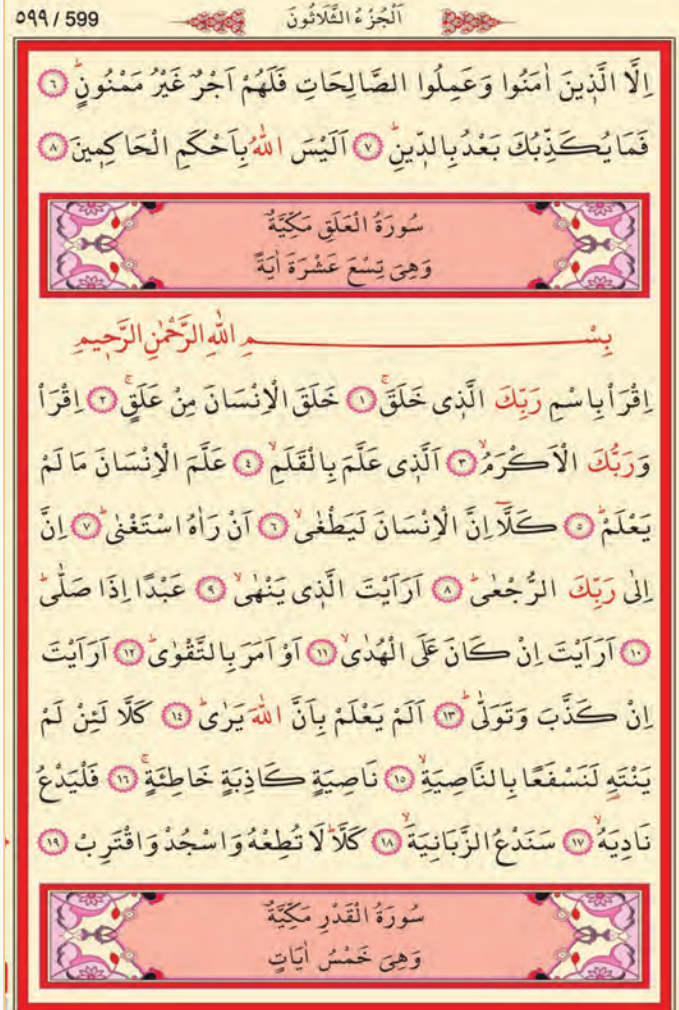 ٥٩٩ / 599 اَلْجُزْءُ الثَّلَاثُونَ
اِلَّا الَّذ۪ينَ اٰمَنُوا وَعَمِلُوا الصَّالِحَاتِ فَلَهُمْ اَجْرٌ غَيْرُ مَمْنُونٍۜ ٦
فَمَا يُكَذِّبُكَ بَعْدُ بِالدّ۪ينِۜ ٧ اَلَيْسَ اللّٰهُ بِاَحْكَمِ الْحَاكِم۪ينَ ٨
سُورَةُ الْعَلَقِ مَكِّيَّةٌ
وَهِيَ تِسْعَ عَشْرَةَ اٰيَةً
بِسْمِ اللّٰهِ الرَّحْمٰنِ الرَّح۪يمِ
اِقْرَأْ بِاسْمِ رَبِّكَ الَّذ۪ي خَلَقَۚ ١ خَلَقَ الْاِنْسَانَ مِنْ عَلَقٍۚ ٢ اِقْرَأْ
وَرَبُّكَ الْاَكْرَمُۙ ٣ اَلَّذ۪ي عَلَّمَ بِالْقَلَمِۙ ٤ عَلَّمَ الْاِنْسَانَ مَا لَمْ
يَعْلَمْۜ ٥ كَلَّٓا اِنَّ الْاِنْسَانَ لَيَطْغٰىۙ ٦ اَنْ رَاٰهُ اسْتَغْنٰىۜ ٧ اِنَّ
اِلٰى رَبِّكَ الرُّجْعٰىۜ ٨ اَرَاَيْتَ الَّذ۪ي يَنْهٰىۙ ٩ عَبْدًا اِذَا صَلّٰىۜ
١٠ اَرَاَيْتَ اِنْ كَانَ عَلَى الْهُدٰىۙ ١١ اَوْ اَمَرَ بِالتَّقْوٰىۜ ١٢ اَرَاَيْتَ
اِنْ كَذَّبَ وَتَوَلّٰىۜ ١٣ اَلَمْ يَعْلَمْ بِاَنَّ اللّٰهَ يَرٰىۜ ١٤ كَلَّا لَئِنْ لَمْ
يَنْتَهِ لَنَسْفَعًا بِالنَّاصِيَةِۙ ١٥ نَاصِيَةٍ كَاذِبَةٍ خَاطِئَةٍۚ ١٦ فَلْيَدْعُ
نَادِيَهُۙ ١٧ سَنَدْعُ الزَّبَانِيَةَۙ ١٨ كَلَّاۜ لَا تُطِعْهُ وَاسْجُدْ وَاقْتَرِبْ ١٩
سُورَةُ الْقَدْرِ مَكِّيَّةٌ
وَهِيَ خَمْسُ اٰيَاتٍ